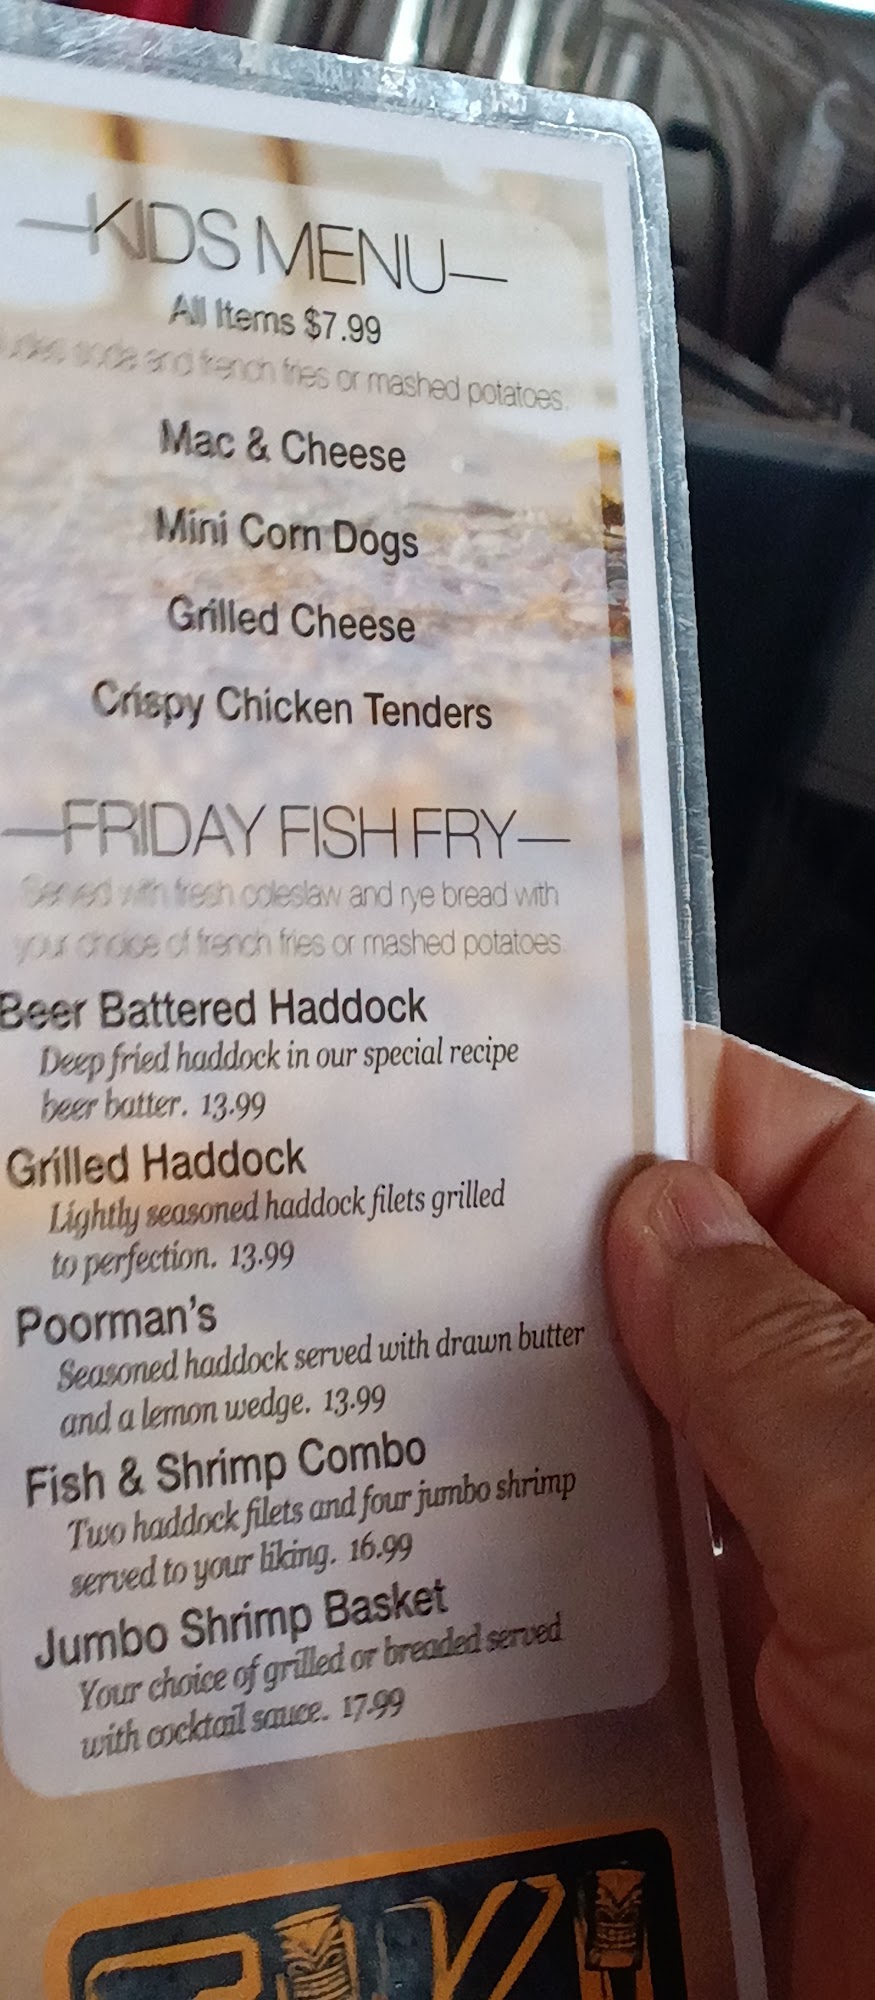 —KIDS MENU—
All Items $7.99
soda and french fries or mashed potatoes.
Mac & Cheese
Mini Corn Dogs
Grilled Cheese
Crispy Chicken Tenders
—FRIDAY FISH FRY—
Served with fresh coleslaw and rye bread with
your choice of french fries or mashed potatoes.
Beer Battered Haddock
Deep fried haddock in our special recipe
beer batter. 13.99
Grilled Haddock
Lightly seasoned haddock filets grilled
to perfection. 13.99
Poorman's
Seasoned haddock served with drawn butter
and a lemon wedge. 13.99
Fish & Shrimp Combo
Two haddock filets and four jumbo shrimp
served to your liking. 16.99
Jumbo Shrimp Basket
Your choice of grilled or breaded served
with cocktail sauce. 17.99